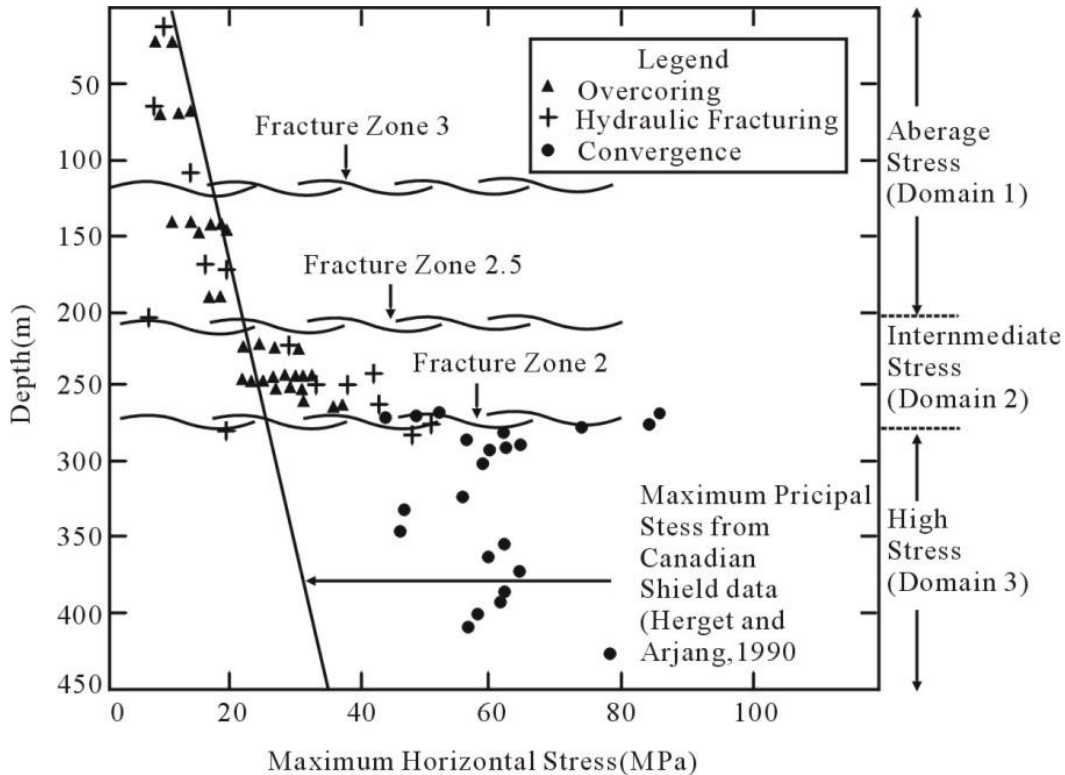 Legend
Overcoring
Hydraulic Fracturing
Convergence
Fracture Zone 3
Fracture Zone 2.5
Fracture Zone 2
Maximum Pricipal
Stess from
Canadian
Shield data
(Herget and
Arjang,1990
Aberage
Stress
(Domain 1)
Internmediate
Stress
(Domain 2)
High
Stress
(Domain 3)
Depth(m)
50
100
150
200
250
300
350
400
450
0 20 40 60 80 100
Maximum Horizontal Stress(MPa)